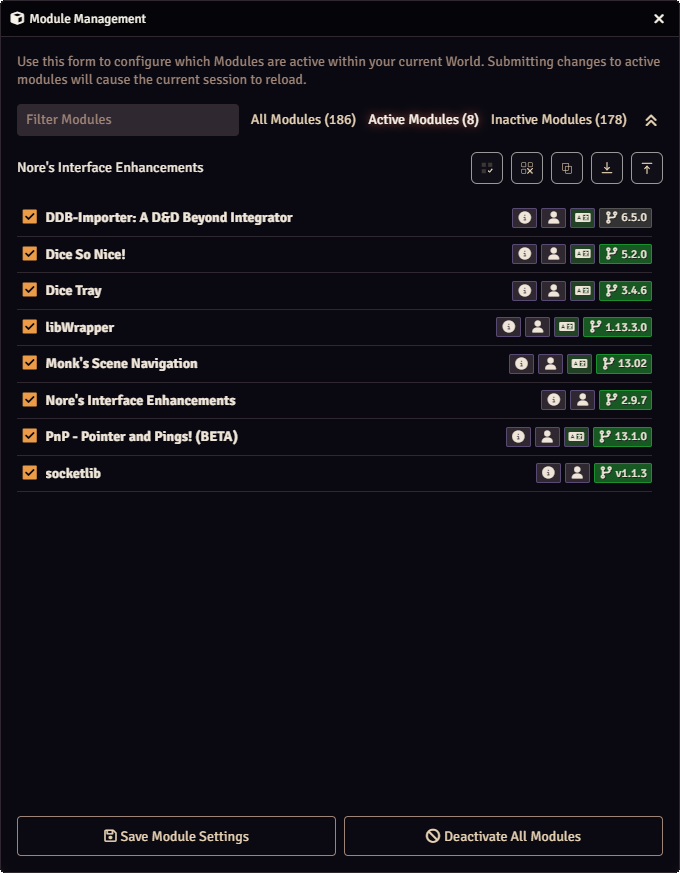 Module Management
Use this form to configure which Modules are active within your current World. Submitting changes to active
modules will cause the current session to reload.
Filter Modules All Modules (186) Active Modules (8) Inactive Modules (178)
Nore's Interface Enhancements
DDB-Importer: A D&D Beyond Integrator 6.5.0
Dice So Nice! 5.2.0
Dice Tray 3.4.6
libWrapper 1.13.3.0
Monk's Scene Navigation 13.02
Nore's Interface Enhancements 2.9.7
PnP - Pointer and Pings! (BETA) 13.1.0
socketlib v1.1.3
Save Module Settings Deactivate All Modules